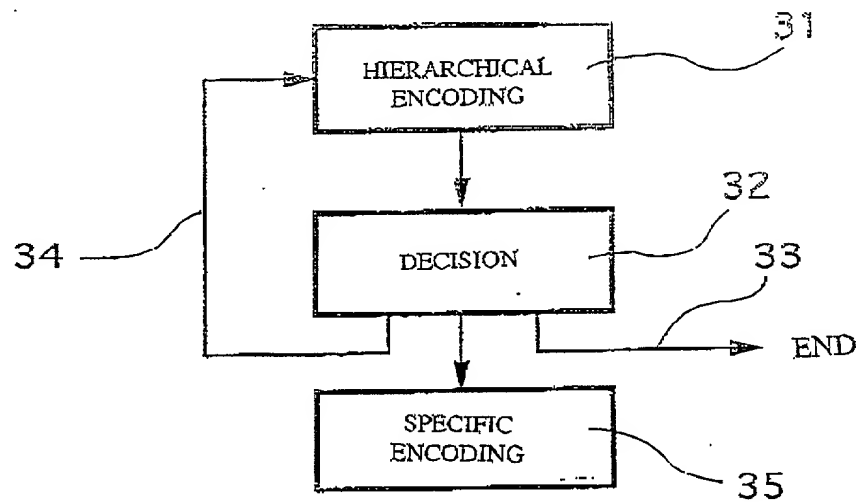 31
HIERARCHICAL
ENCODING
32
34
DECISION
33
END
SPECIFIC
ENCODING
35